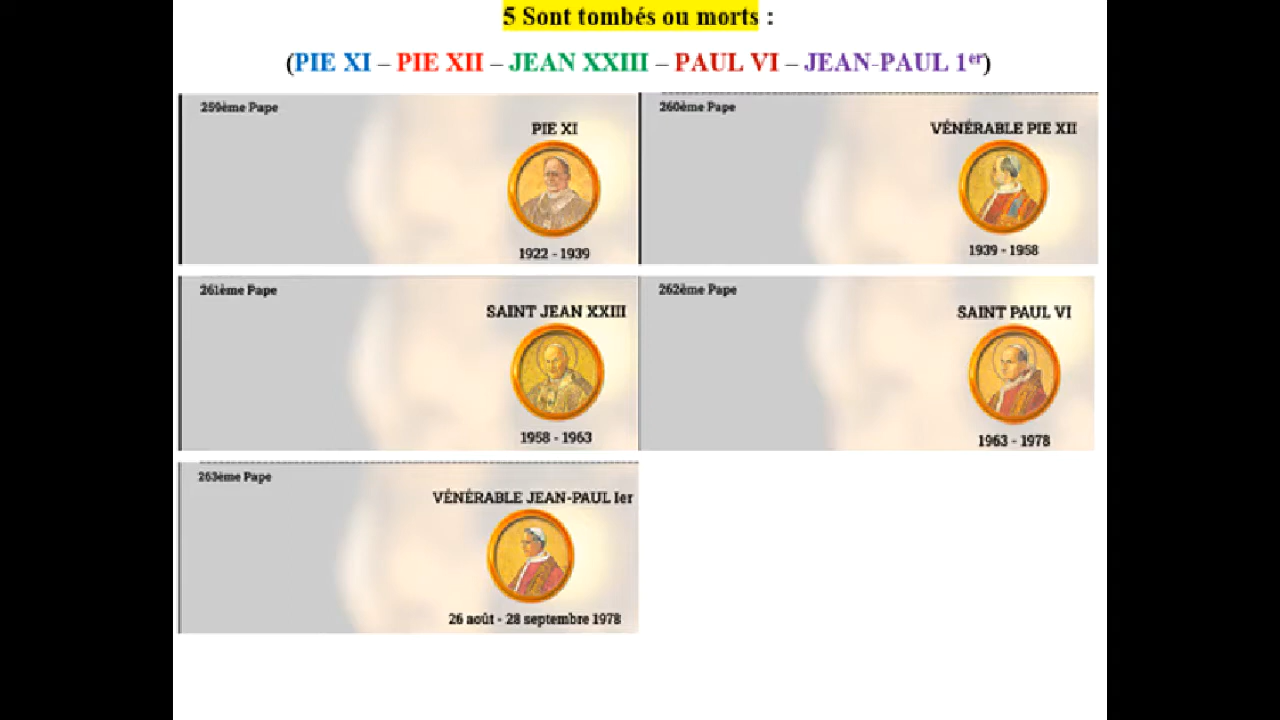 5 Sont tombés ou morts :
(PIE XI – PIE XII – JEAN XXIII – PAUL VI – JEAN-PAUL 1er)
259ème Pape
PIE XI
1922 - 1939
260ème Pape
VÉNÉRABLE PIE XII
1939 - 1958
261ème Pape
SAINT JEAN XXIII
1958 - 1963
262ème Pape
SAINT PAUL VI
1963 - 1978
263ème Pape
VÉNÉRABLE JEAN-PAUL Ier
26 août - 28 septembre 1978